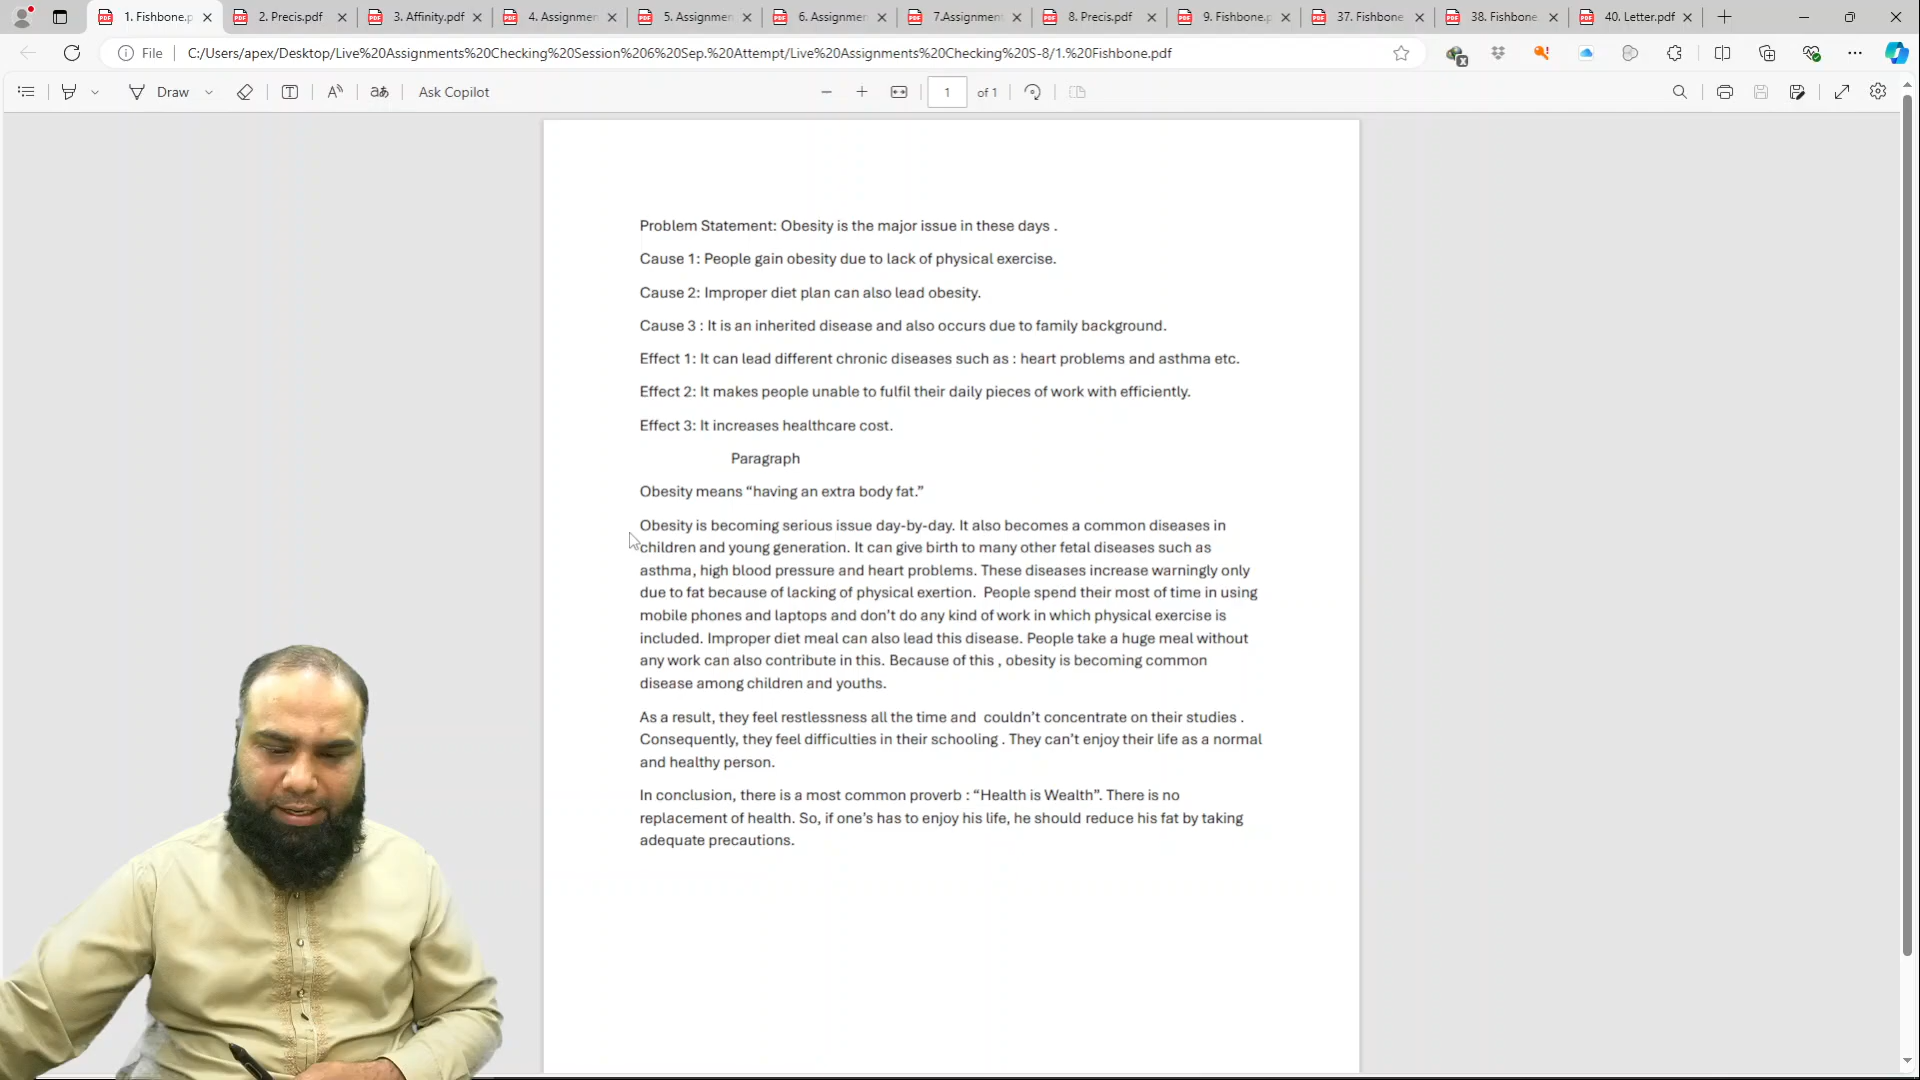 1. Fishbone.p 2. Precis.pdf 3. Affinity.pdf 4. Assignmen 5. Assignmen 6. Assignmen 7.Assignment 8. Precis.pdf 9. Fishbone.p 37. Fishbone 38. Fishbone 40. Letter.pdf
File C:/Users/apex/Desktop/Live%20Assignments%20Checking%20Session%206%20Sep.%20Attempt/Live%20Assignments%20Checking%20S-8/1.%20Fishbone.pdf
Draw aあ Ask Copilot 1 of 1
Problem Statement: Obesity is the major issue in these days .
Cause 1: People gain obesity due to lack of physical exercise.
Cause 2: Improper diet plan can also lead obesity.
Cause 3 : It is an inherited disease and also occurs due to family background.
Effect 1: It can lead different chronic diseases such as : heart problems and asthma etc.
Effect 2: It makes people unable to fulfil their daily pieces of work with efficiently.
Effect 3: It increases healthcare cost.
Paragraph
Obesity means “having an extra body fat.”
Obesity is becoming serious issue day-by-day. It also becomes a common diseases in
children and young generation. It can give birth to many other fetal diseases such as
asthma, high blood pressure and heart problems. These diseases increase warningly only
due to fat because of lacking of physical exertion.  People spend their most of time in using
mobile phones and laptops and don’t do any kind of work in which physical exercise is
included. Improper diet meal can also lead this disease. People take a huge meal without
any work can also contribute in this. Because of this , obesity is becoming common
disease among children and youths.
As a result, they feel restlessness all the time and  couldn’t concentrate on their studies .
Consequently, they feel difficulties in their schooling . They can’t enjoy their life as a normal
and healthy person.
In conclusion, there is a most common proverb : “Health is Wealth”. There is no
replacement of health. So, if one’s has to enjoy his life, he should reduce his fat by taking
adequate precautions.